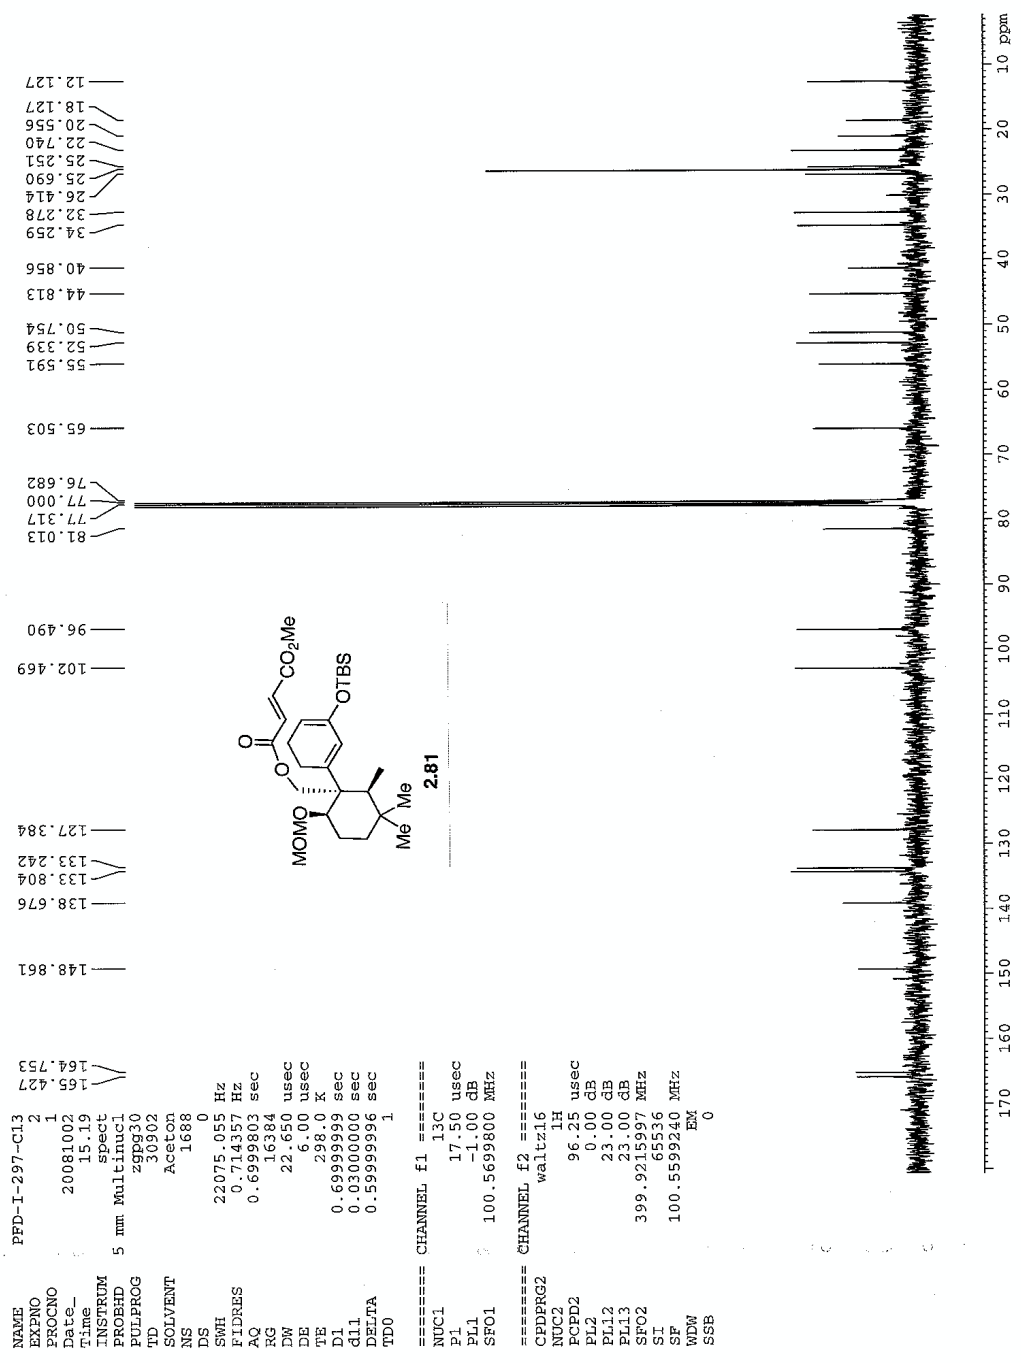 NAME PFD-I-297-C13
EXPNO 2
PROCNO 1
Date_ 20081002
Time 15.19
INSTRUM spect
PROBHD 5 mm Multinucl
PULPROG zgpg30
TD 30902
SOLVENT Aceton
NS 1688
DS 0
SWH 22075.055 Hz
FIDRES 0.714357 Hz
AQ 0.6999803 sec
RG 16384
DW 22.650 usec
DE 6.00 usec
TE 298.0 K
D1 0.69999999 sec
d11 0.03000000 sec
DELTA 0.59999996 sec
TD0 1
======== CHANNEL f1 ========
NUC1 13C
P1 17.50 usec
PL1 -1.00 dB
SFO1 100.5699800 MHz
======== CHANNEL f2 ========
CPDPRG2 waltz16
NUC2 1H
PCPD2 96.25 usec
PL2 0.00 dB
PL12 23.00 dB
PL13 23.00 dB
SFO2 399.9215997 MHz
SI 65536
SF 100.5599240 MHz
WDW EM
SSB 0
165.427
164.753
148.861
138.676
133.804
133.242
127.384
102.469
96.490
81.013
77.317
77.000
76.682
65.503
55.591
52.339
50.754
44.813
40.856
34.259
32.278
26.414
25.690
25.251
22.740
20.556
18.127
12.127
O
CO2Me
O
MOMO
OTBS
Me
Me
2.81
170 160 150 140 130 120 110 100 90 80 70 60 50 40 30 20 10 ppm